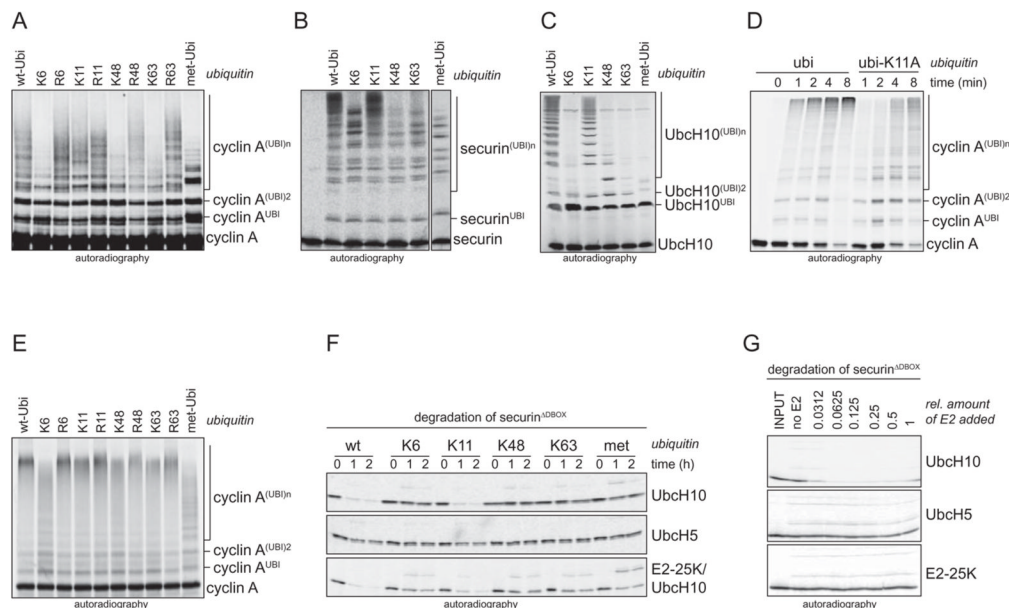 A
wt-Ubi K6 R6 K11 R11 K48 R48 K63 R63 met-Ubi
ubiquitin
cyclin A(UBI)n
cyclin A(UBI)2
cyclin AUBI
cyclin A
autoradiography
B
wt-Ubi K6 K11 K48 K63 met-Ubi
ubiquitin
securin(UBI)n
securinUBI
securin
autoradiography
C
wt-Ubi K6 K11 K48 K63 met-Ubi
ubiquitin
UbcH10(UBI)n
UbcH10(UBI)2
UbcH10UBI
UbcH10
autoradiography
D
ubi ubi-K11A ubiquitin
0 1 2 4 8 1 2 4 8 time (min)
cyclin A(UBI)n
cyclin A(UBI)2
cyclin AUBI
cyclin A
autoradiography
E
wt-Ubi K6 R6 K11 R11 K48 R48 K63 R63 met-Ubi
ubiquitin
cyclin A(UBI)n
cyclin A(UBI)2
cyclin AUBI
cyclin A
autoradiography
F
degradation of securinΔDBOX
wt K6 K11 K48 K63 met ubiquitin
0 1 2 0 1 2 0 1 2 0 1 2 0 1 2 0 1 2 time (h)
UbcH10
UbcH5
E2-25K/
UbcH10
autoradiography
G
degradation of securinΔDBOX
INPUT no E2 0.0312 0.0625 0.125 0.25 0.5 1
rel. amount
of E2 added
UbcH10
UbcH5
E2-25K
autoradiography